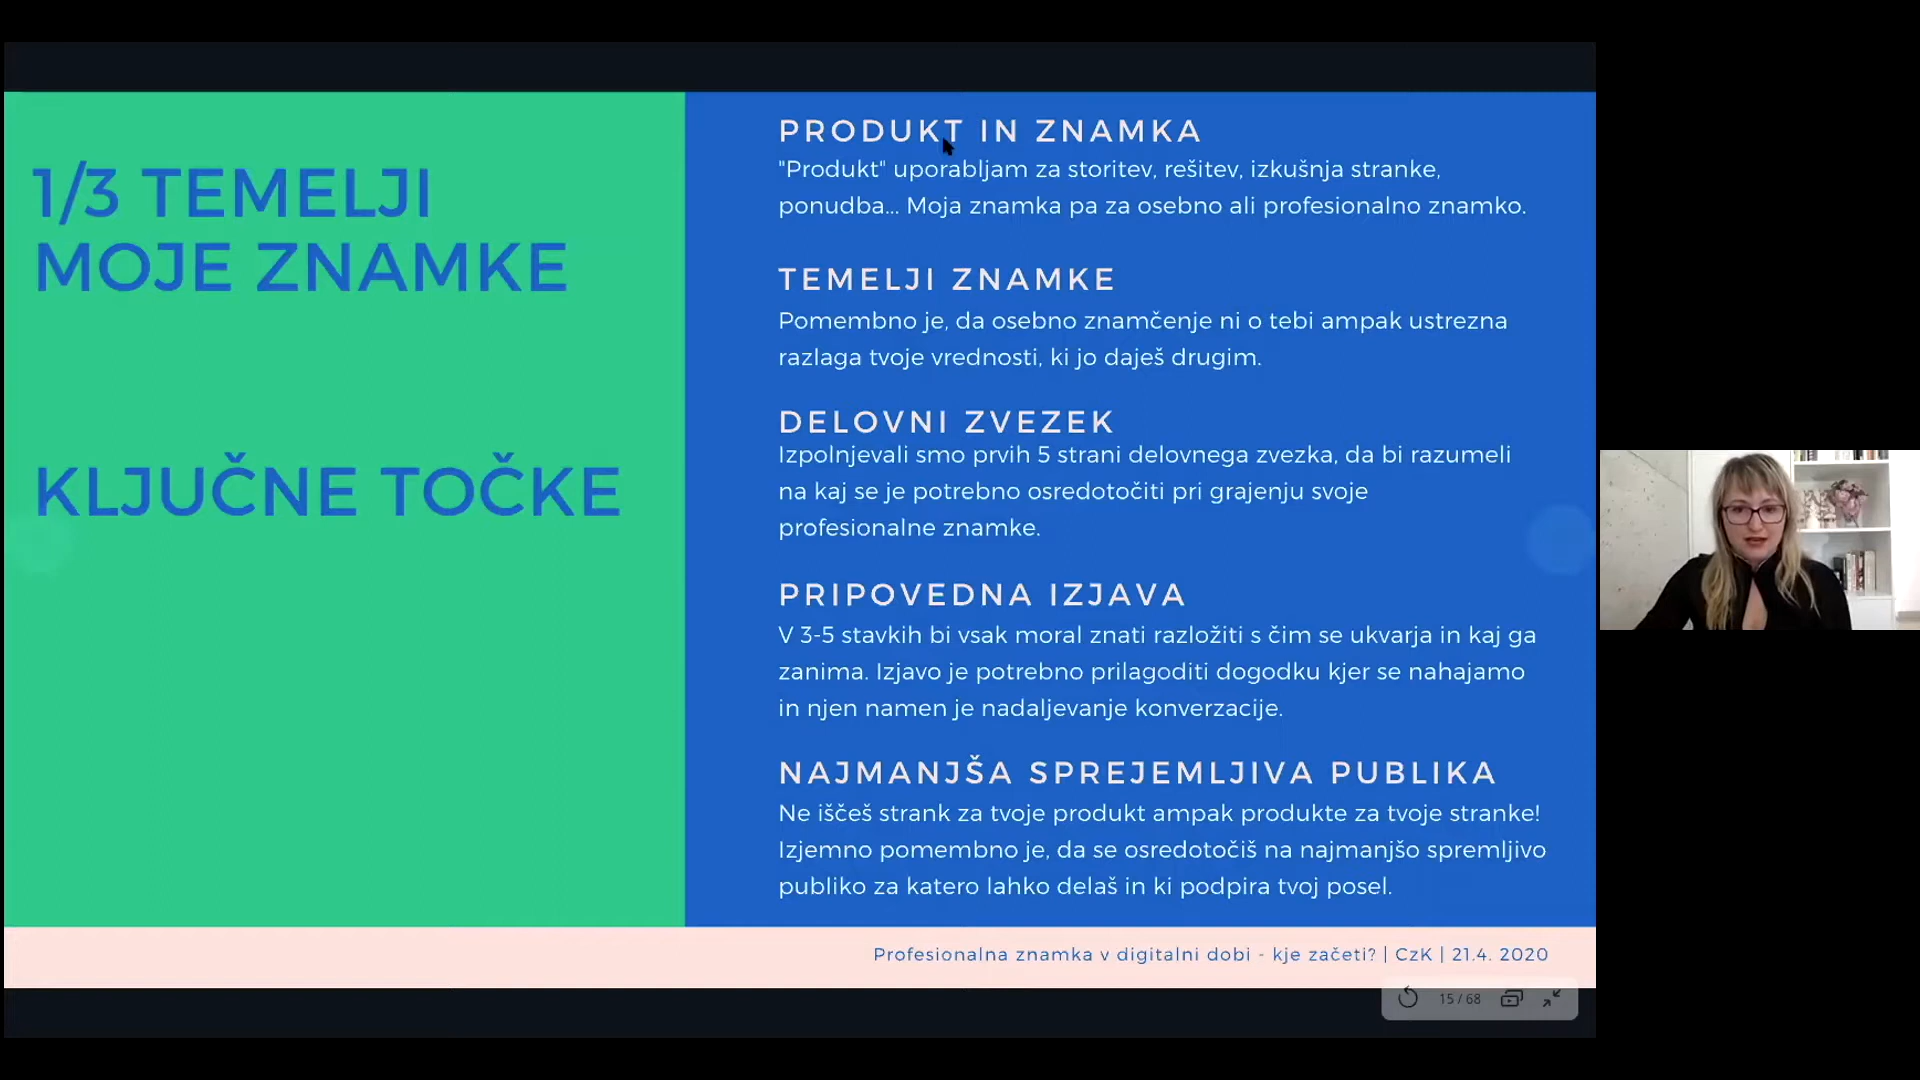 1/3 TEMELJI
MOJE ZNAMKE
KLJUČNE TOČKE
PRODUKT IN ZNAMKA
"Produkt" uporabljam za storitev, rešitev, izkušnja stranke,
ponudba... Moja znamka pa za osebno ali profesionalno znamko.
TEMELJI ZNAMKE
Pomembno je, da osebno znamčenje ni o tebi ampak ustrezna
razlaga tvoje vrednosti, ki jo daješ drugim.
DELOVNI ZVEZEK
Izpolnjevali smo prvih 5 strani delovnega zvezka, da bi razumeli
na kaj se je potrebno osredotočiti pri grajenju svoje
profesionalne znamke.
PRIPOVEDNA IZJAVA
V 3-5 stavkih bi vsak moral znati razložiti s čim se ukvarja in kaj ga
zanima. Izjavo je potrebno prilagoditi dogodku kjer se nahajamo
in njen namen je nadaljevanje konverzacije.
NAJMANJŠA SPREJEMLJIVA PUBLIKA
Ne iščeš strank za tvoje produkt ampak produkte za tvoje stranke!
Izjemno pomembno je, da se osredotočiš na najmanjšo spremljivo
publiko za katero lahko delaš in ki podpira tvoj posel.
Profesionalna znamka v digitalni dobi - kje začeti? | CzK | 21.4. 2020
15 / 68